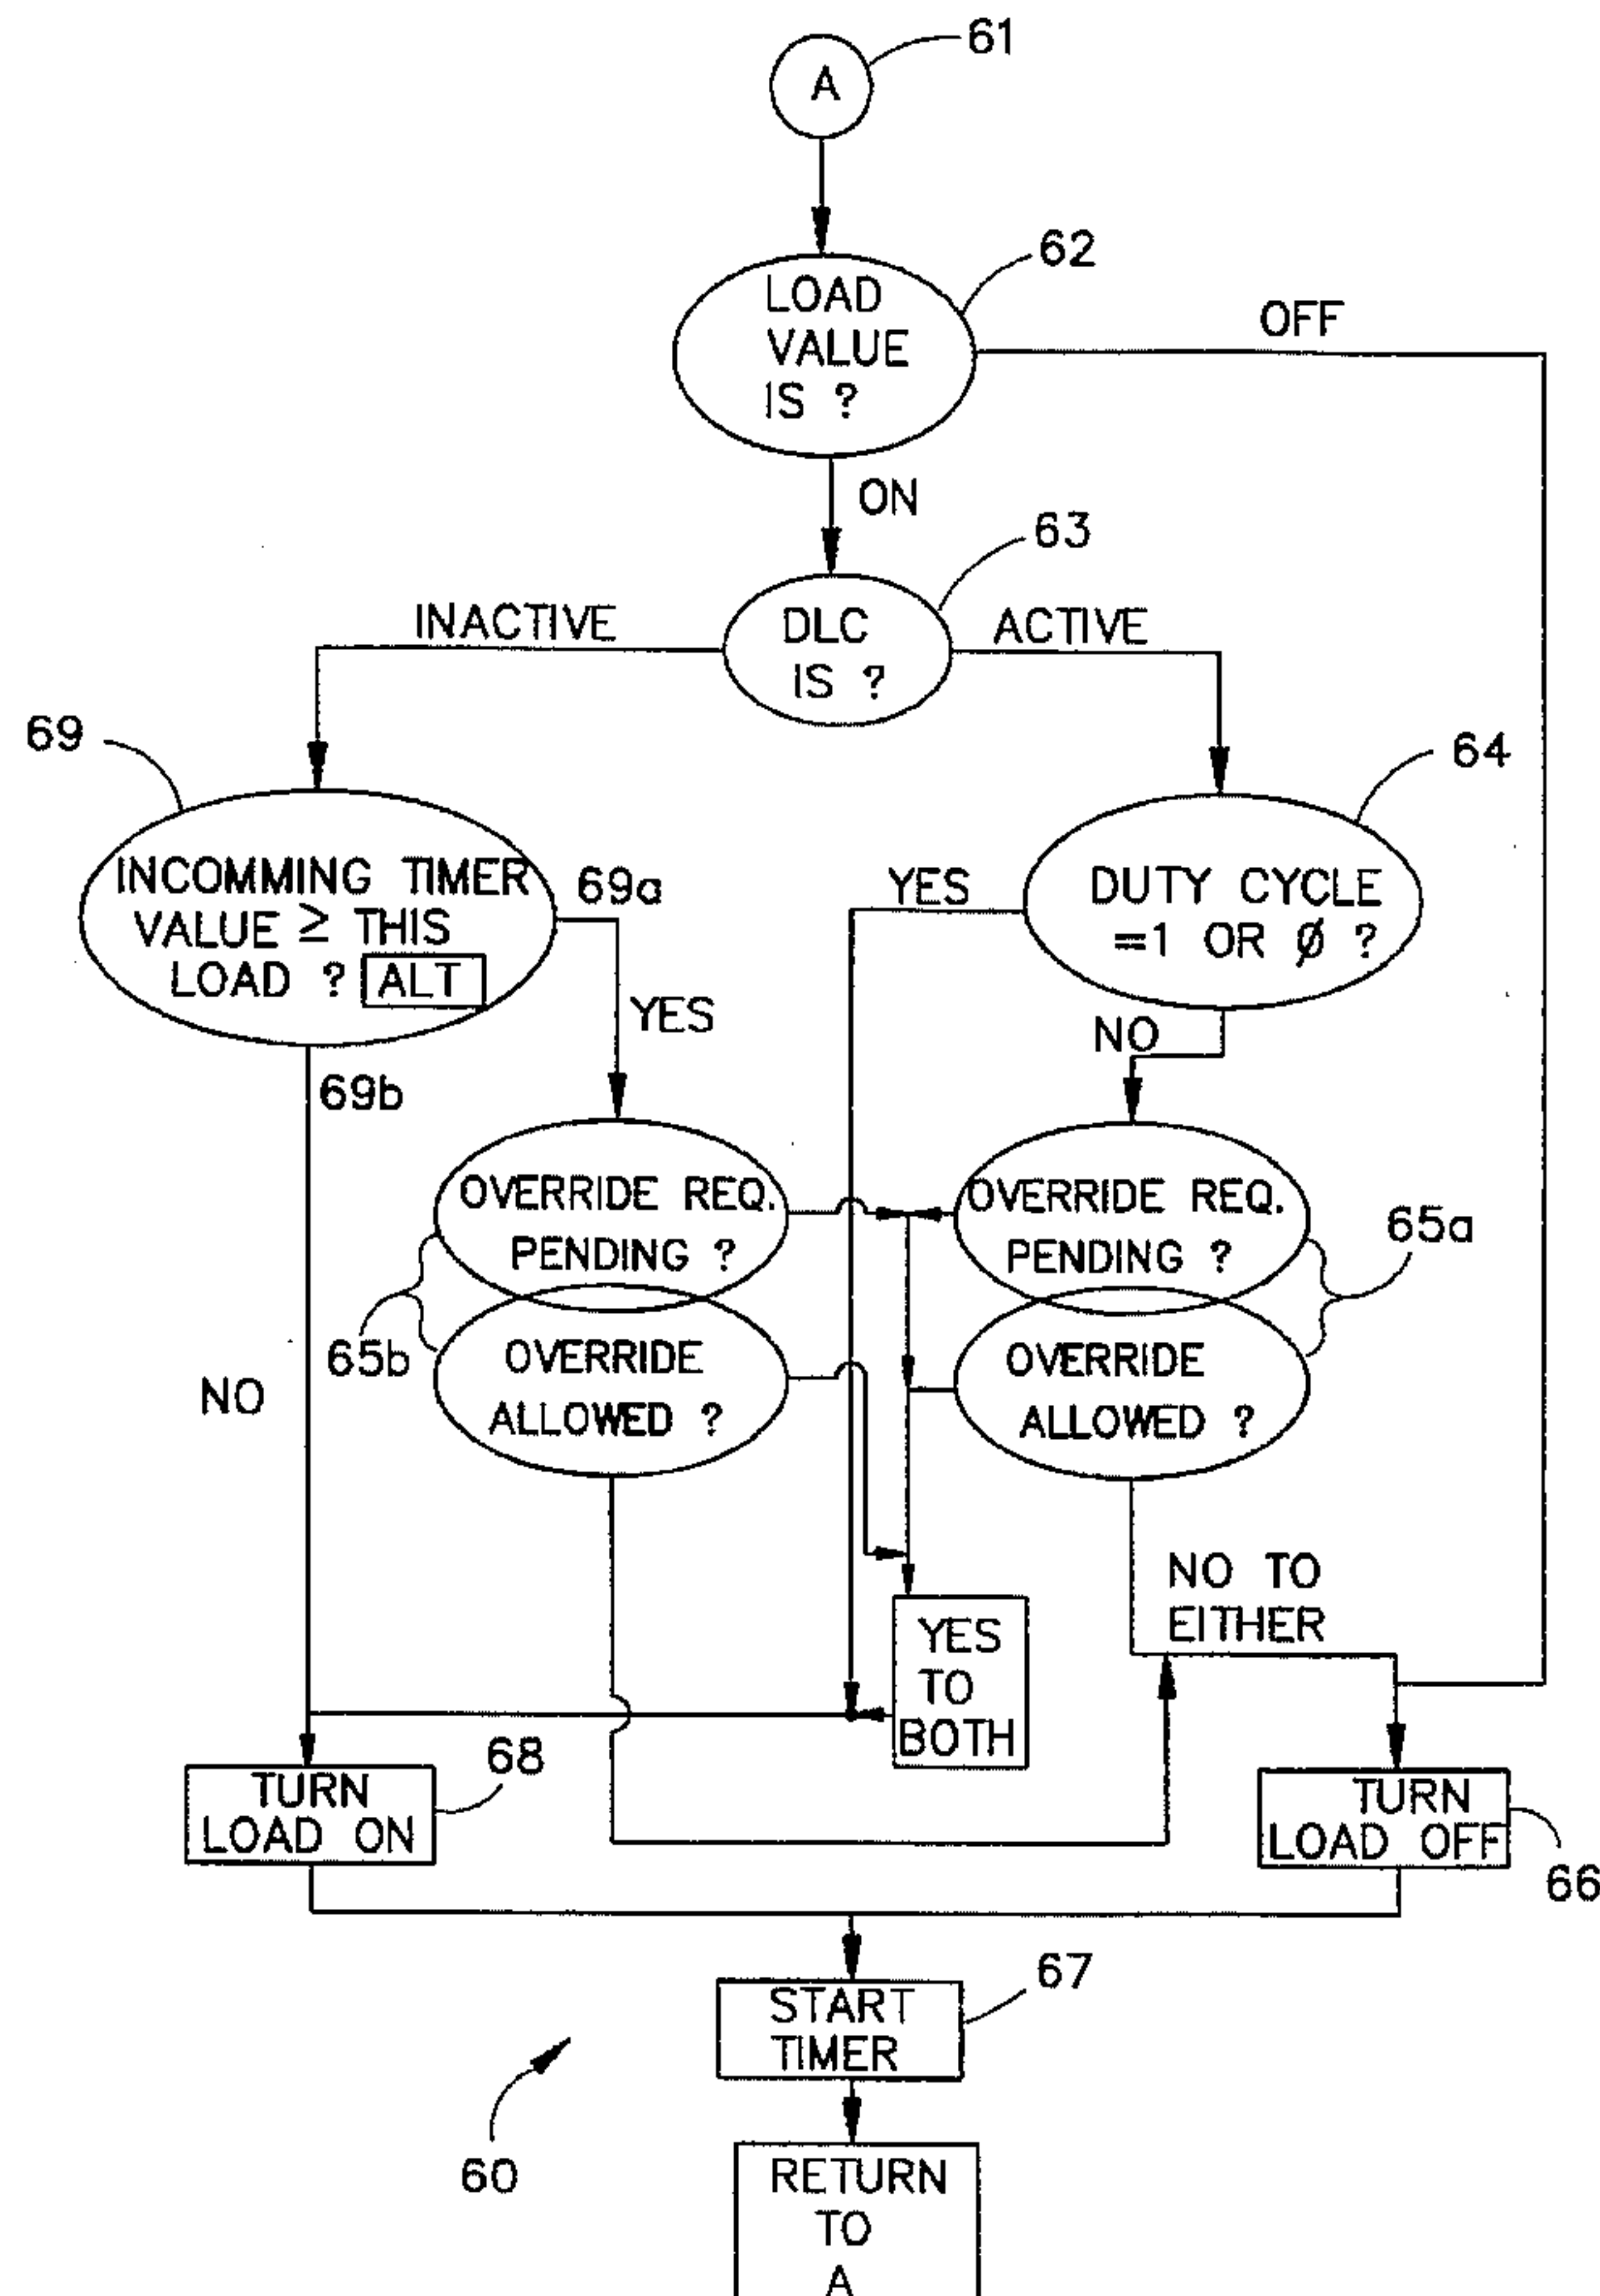 61
A
62
LOAD
VALUE
IS ?
OFF
ON
63
INACTIVE
DLC
IS ?
ACTIVE
69
64
INCOMMING TIMER
VALUE ≥ THIS
LOAD ? ALT
69a
YES
YES
DUTY CYCLE
=1 OR Ø ?
NO
69b
OVERRIDE REQ.
PENDING ?
OVERRIDE REQ.
PENDING ?
65a
65b
OVERRIDE
ALLOWED ?
OVERRIDE
ALLOWED ?
NO
NO TO
EITHER
YES
TO
BOTH
68
TURN
LOAD ON
TURN
LOAD OFF
66
67
START
TIMER
60
RETURN
TO
A